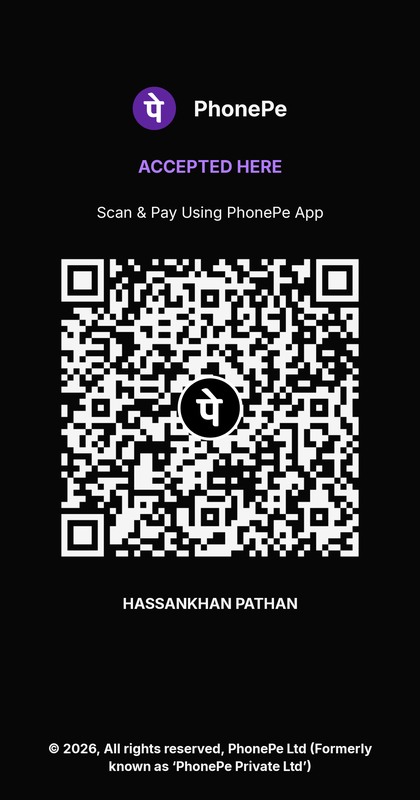 पे PhonePe
ACCEPTED HERE
Scan & Pay Using PhonePe App
पे
HASSANKHAN PATHAN
© 2026, All rights reserved, PhonePe Ltd (Formerly
known as ‘PhonePe Private Ltd’)